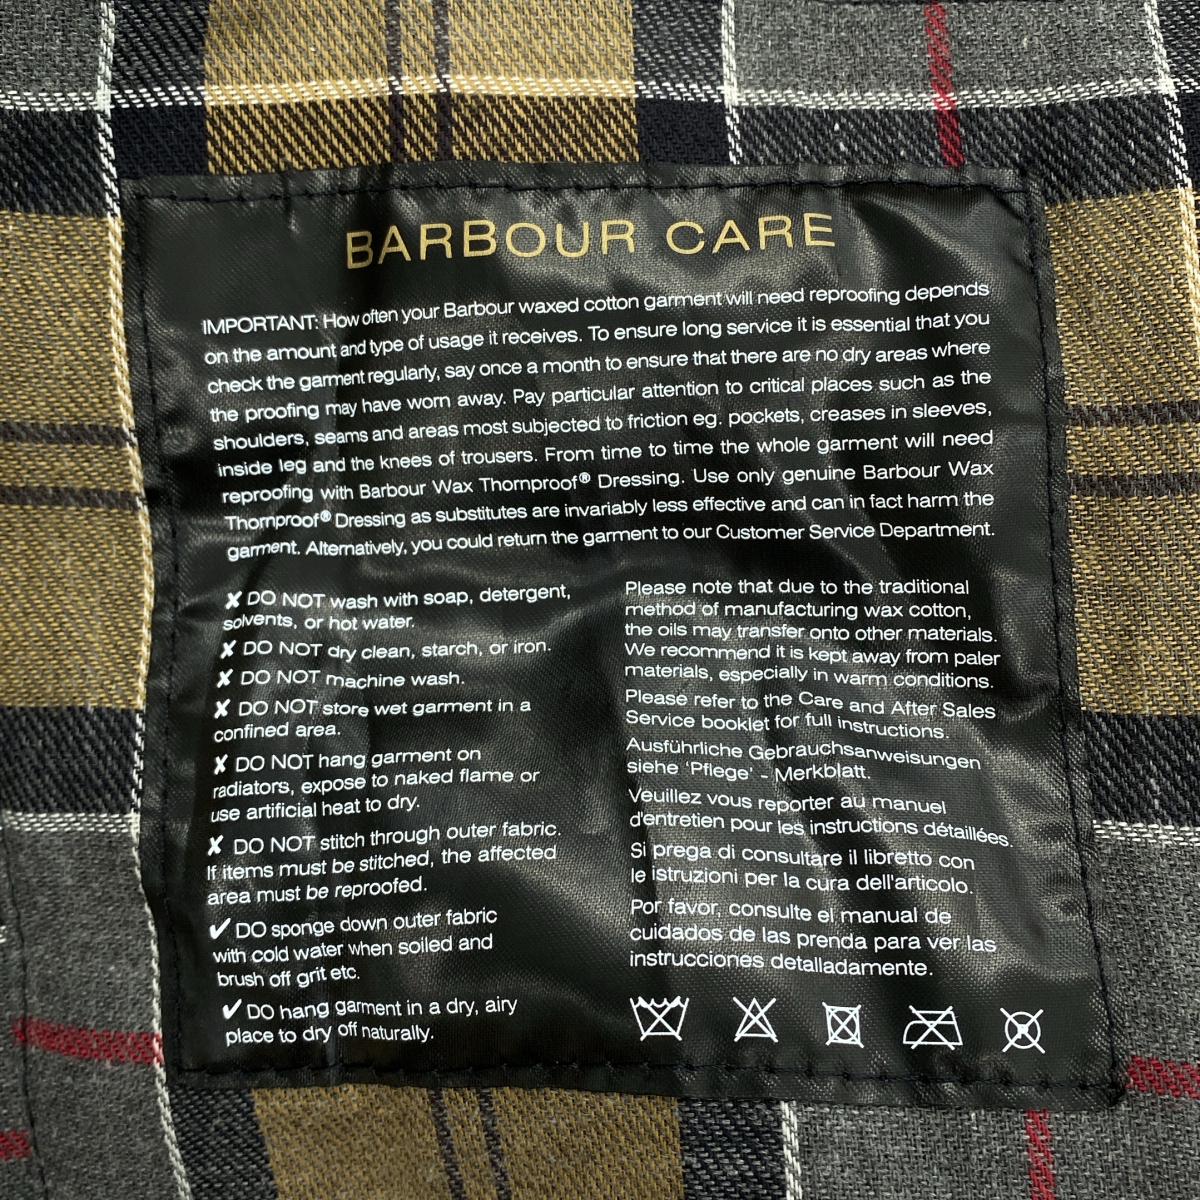 BARBOUR CARE
IMPORTANT: How often your Barbour waxed cotton garment will need reproofing depends
on the amount and type of usage it receives. To ensure long service it is essential that you
check the garment regularly, say once a month to ensure that there are no dry areas where
the proofing may have worn away. Pay particular attention to critical places such as the
shoulders, seams and areas most subjected to friction eg. pockets, creases in sleeves,
inside leg and the knees of trousers. From time to time the whole garment will need
reproofing with Barbour Wax Thornproof® Dressing. Use only genuine Barbour Wax
Thornproof® Dressing as substitutes are invariably less effective and can in fact harm the
garment. Alternatively, you could return the garment to our Customer Service Department.
✘ DO NOT wash with soap, detergent,
solvents, or hot water.
✘ DO NOT dry clean, starch, or iron.
✘ DO NOT machine wash.
✘ DO NOT store wet garment in a
confined area.
✘ DO NOT hang garment on
radiators, expose to naked flame or
use artificial heat to dry.
✘ DO NOT stitch through outer fabric.
If items must be stitched, the affected
area must be reproofed.
✔ DO sponge down outer fabric
with cold water when soiled and
brush off grit etc.
✔ DO hang garment in a dry, airy
place to dry off naturally.
Please note that due to the traditional
method of manufacturing wax cotton,
the oils may transfer onto other materials.
We recommend it is kept away from paler
materials, especially in warm conditions.
Please refer to the Care and After Sales
Service booklet for full instructions.
Ausführliche Gebrauchsanweisungen
siehe 'Pflege' - Merkblatt.
Veuillez vous reporter au manuel
d'entretien pour les instructions détaillées.
Si prega di consultare il libretto con
le istruzioni per la cura dell'articolo.
Por favor, consulte el manual de
cuidados de las prenda para ver las
instrucciones detalladamente.